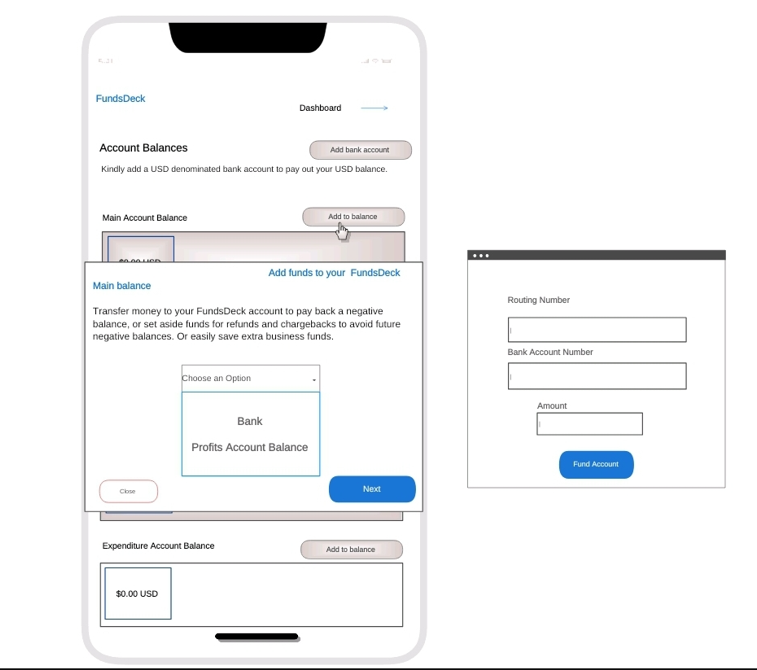 FundsDeck
Dashboard
Account Balances
Add bank account
Kindly add a USD denominated bank account to pay out your USD balance.
Main Account Balance
Add to balance
$0.00 USD
Add funds to your FundsDeck
Main balance
Transfer money to your FundsDeck account to pay back a negative
balance, or set aside funds for refunds and chargebacks to avoid future
negative balances. Or easily save extra business funds.
Choose an Option
Bank
Profits Account Balance
Close
Next
Expenditure Account Balance
Add to balance
$0.00 USD
Routing Number
Bank Account Number
Amount
Fund Account